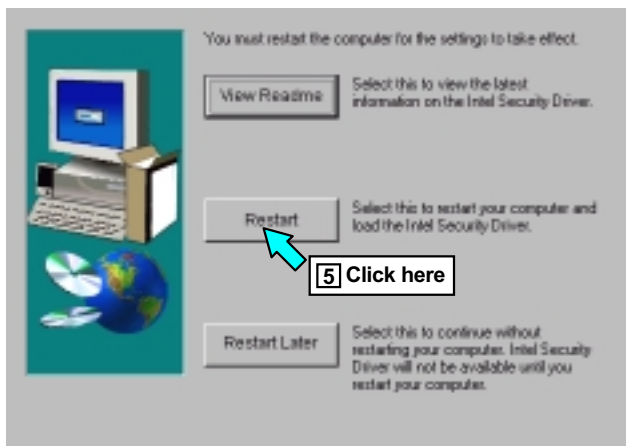 You must restart the computer for the settings to take effect.
View Readme
Select this to view the latest
information on the Intel Security Driver.
Restart
Select this to restart your computer and
load the Intel Security Driver.
5 Click here
Restart Later
Select this to continue without
restarting your computer. Intel Security
Driver will not be available until you
restart your computer.